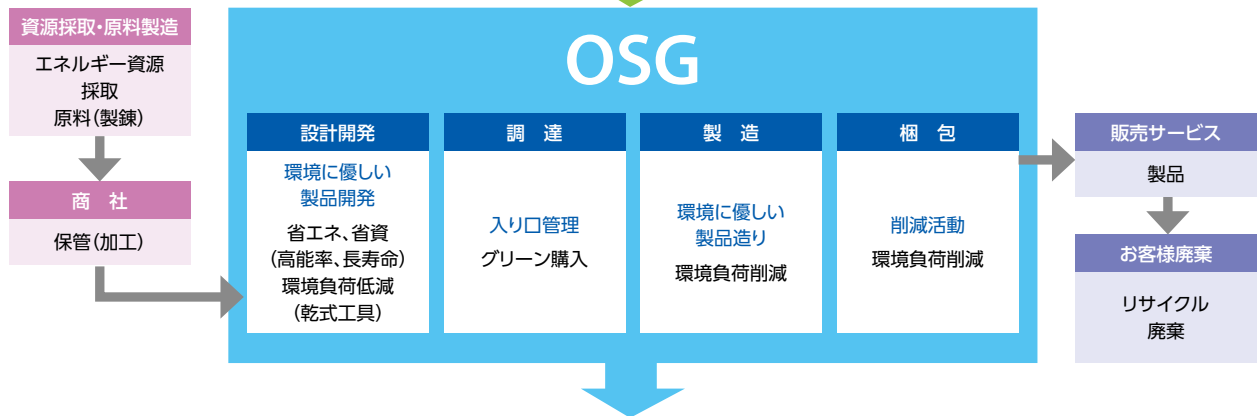 資源採取・原料製造
エネルギー資源
採取
原料(製錬)
商　社
保管(加工)
OSG
設計開発
環境に優しい
製品開発
省エネ、省資
(高能率、長寿命)
環境負荷低減
(乾式工具)
調　達
入り口管理
グリーン購入
製　造
環境に優しい
製品造り
環境負荷削減
梱　包
削減活動
環境負荷削減
販売サービス
製品
お客様廃棄
リサイクル
廃棄